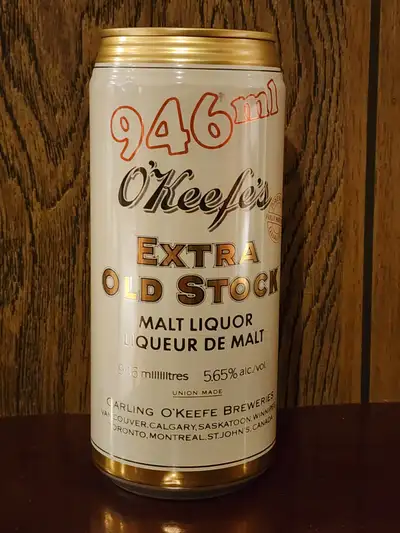 946ml
O'Keefe's
EXTRA
OLD STOCK
MALT LIQUOR
LIQUEUR DE MALT
946 millilitres 5.65% alc/vol.
UNION MADE
CARLING O'KEEFE BREWERIES
VANCOUVER, CALGARY, SASKATOON, WINNIPEG
TORONTO, MONTREAL, ST. JOHN'S, CANADA